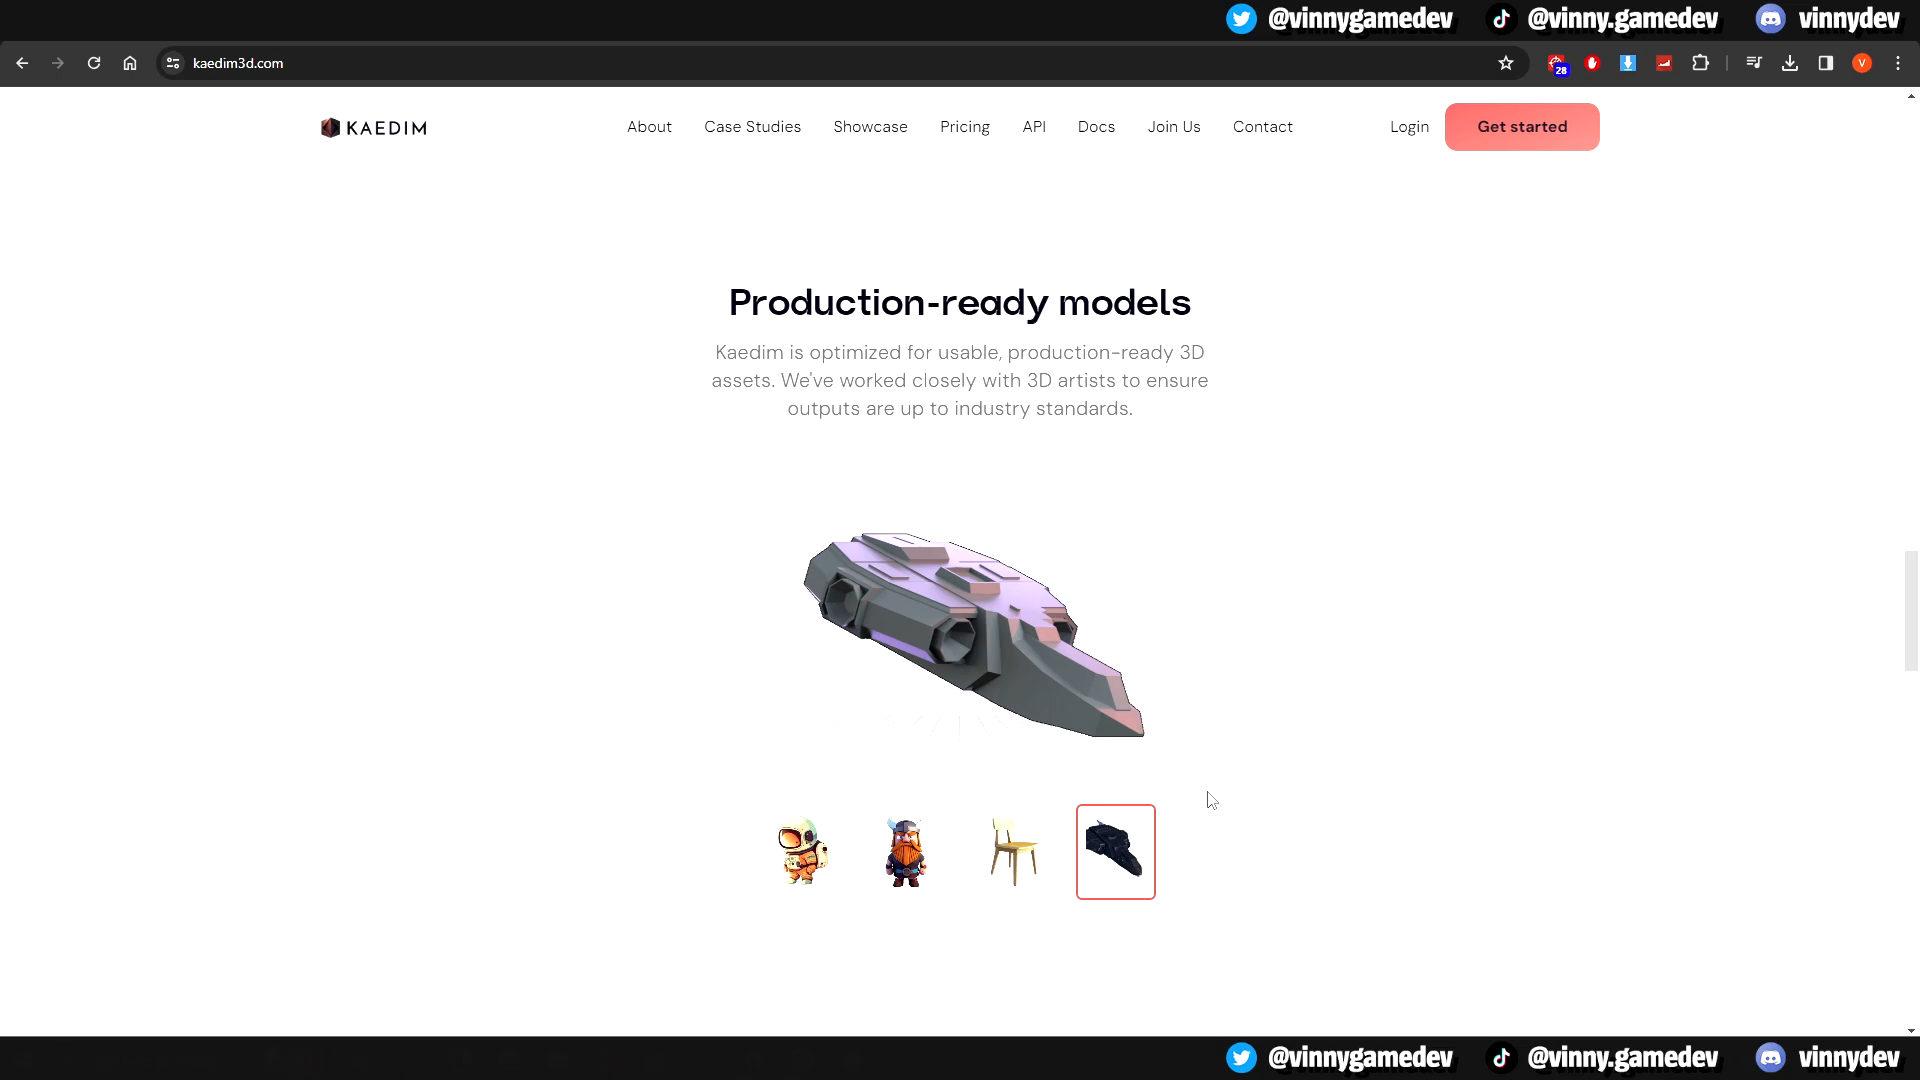 @vinnygamedev @vinny.gamedev vinnydev
kaedim3d.com
28
V
KAEDIM
About Case Studies Showcase Pricing API Docs Join Us Contact Login Get started
Production-ready models
Kaedim is optimized for usable, production-ready 3D
assets. We've worked closely with 3D artists to ensure
outputs are up to industry standards.
@vinnygamedev @vinny.gamedev vinnydev